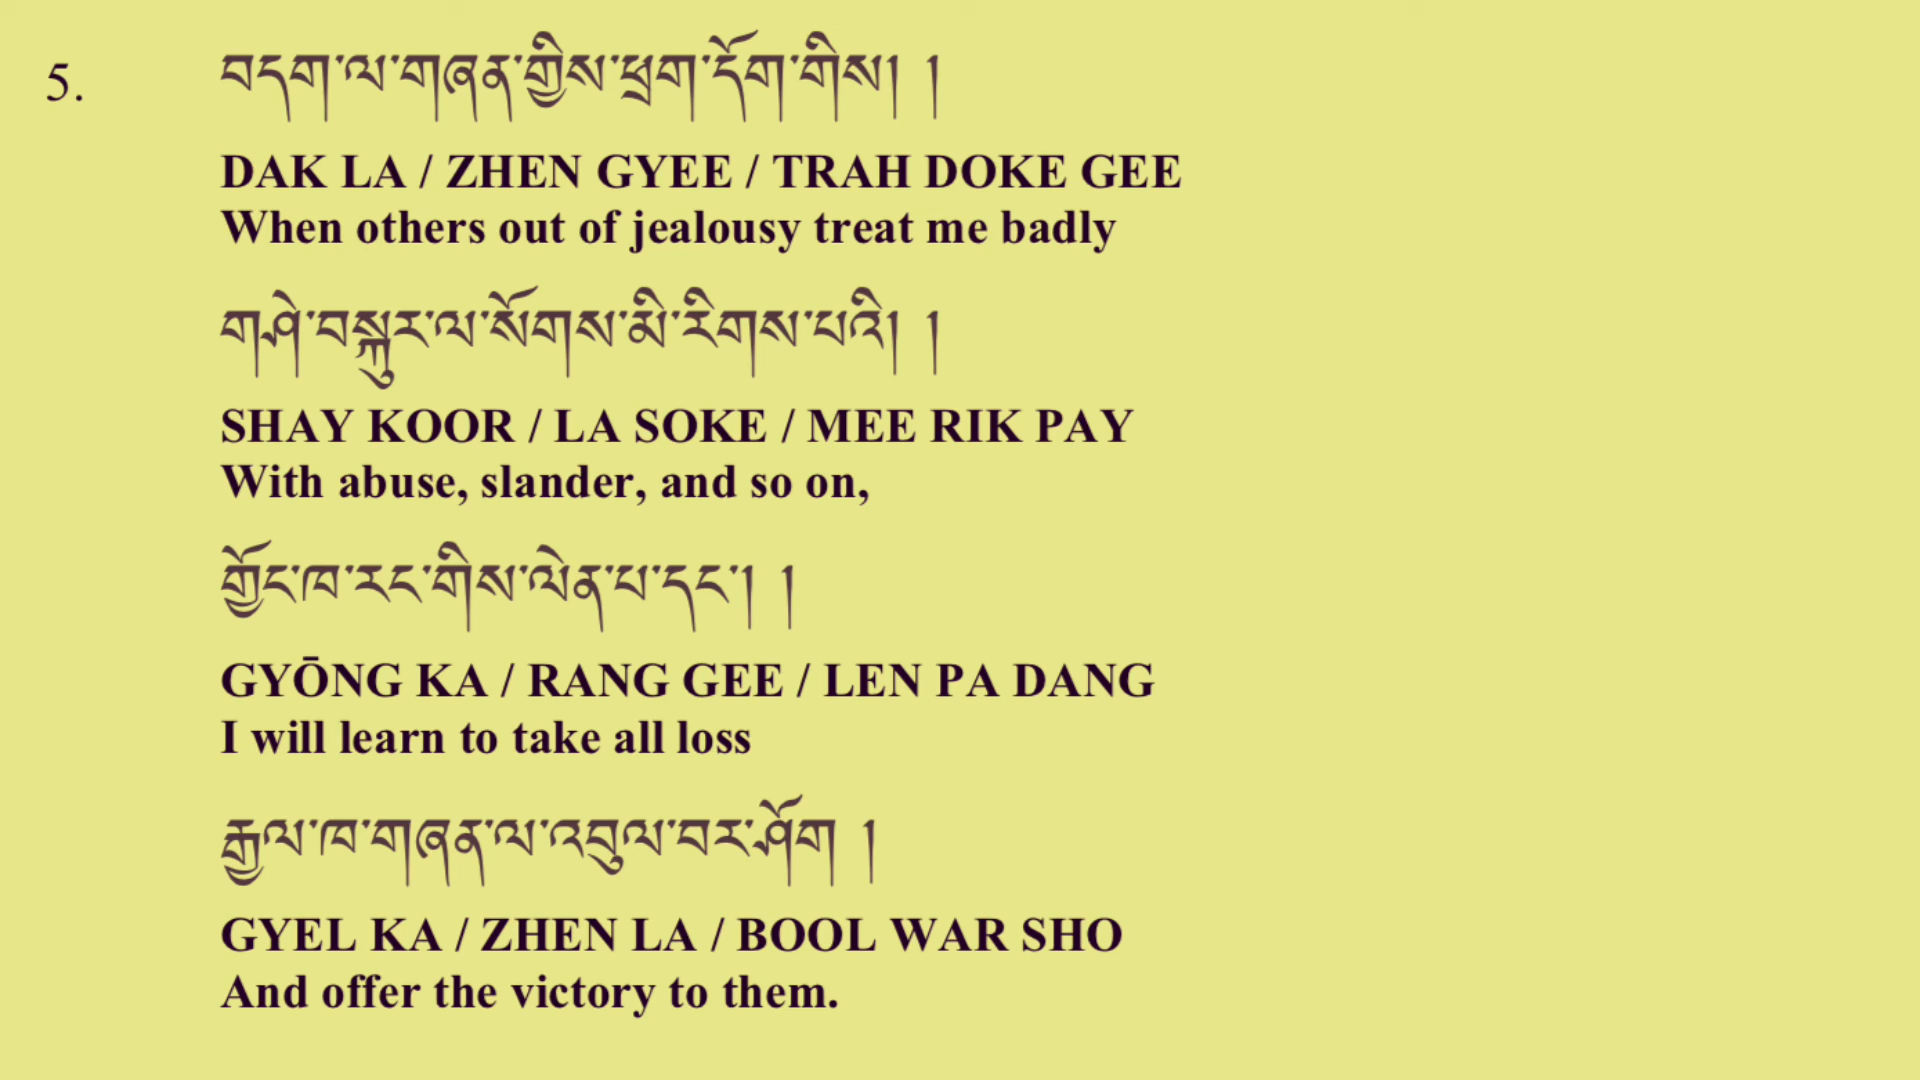 5. བདག་ལ་གཞན་གྱིས་ཕྲག་དོག་གིས། །
DAK LA / ZHEN GYEE / TRAH DOKE GEE
When others out of jealousy treat me badly
གཤེ་བསྐུར་ལ་སོགས་མི་རིགས་པའི། །
SHAY KOOR / LA SOKE / MEE RIK PAY
With abuse, slander, and so on,
གྱོང་ཁ་རང་གིས་ལེན་པ་དང་། །
GYŌNG KA / RANG GEE / LEN PA DANG
I will learn to take all loss
རྒྱལ་ཁ་གཞན་ལ་འབུལ་བར་ཤོག །
GYEL KA / ZHEN LA / BOOL WAR SHO
And offer the victory to them.